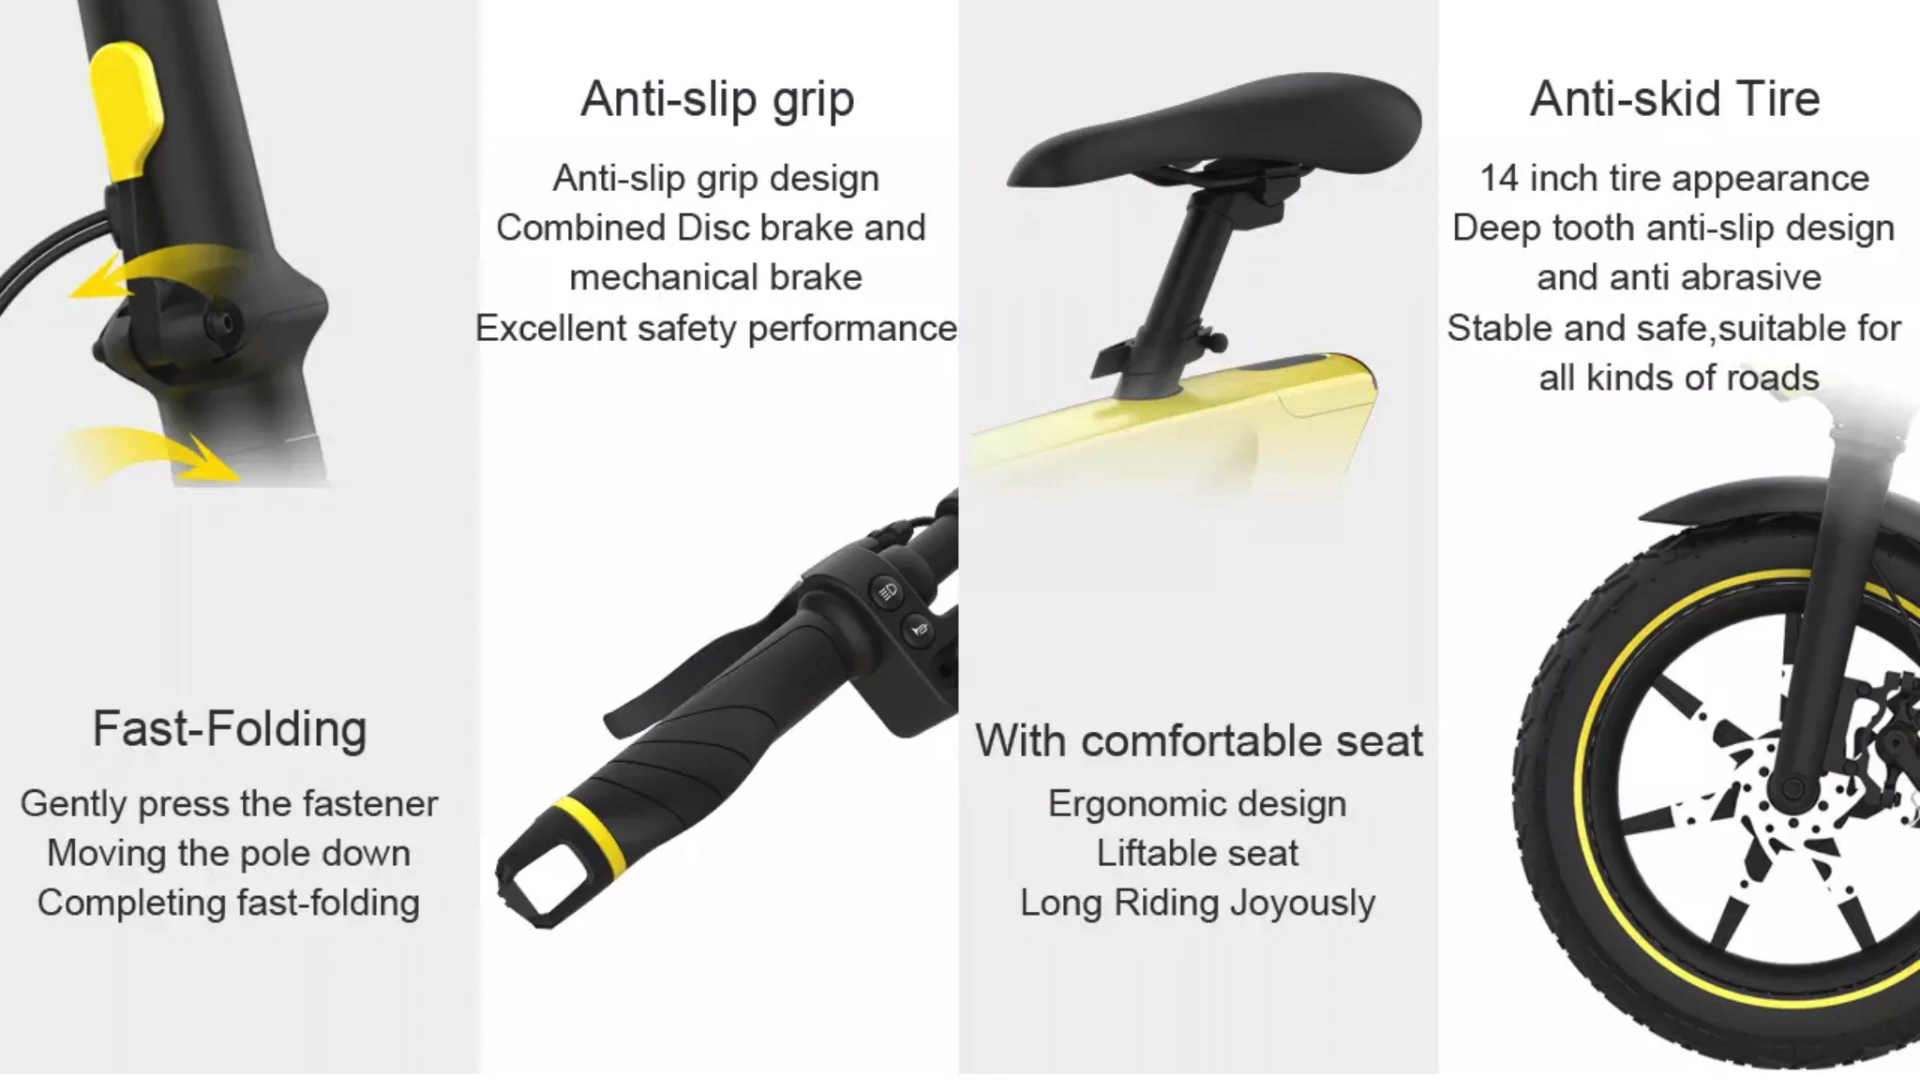 Fast-Folding
Gently press the fastener
Moving the pole down
Completing fast-folding
Anti-slip grip
Anti-slip grip design
Combined Disc brake and
mechanical brake
Excellent safety performance
With comfortable seat
Ergonomic design
Liftable seat
Long Riding Joyously
Anti-skid Tire
14 inch tire appearance
Deep tooth anti-slip design
and anti abrasive
Stable and safe,suitable for
all kinds of roads